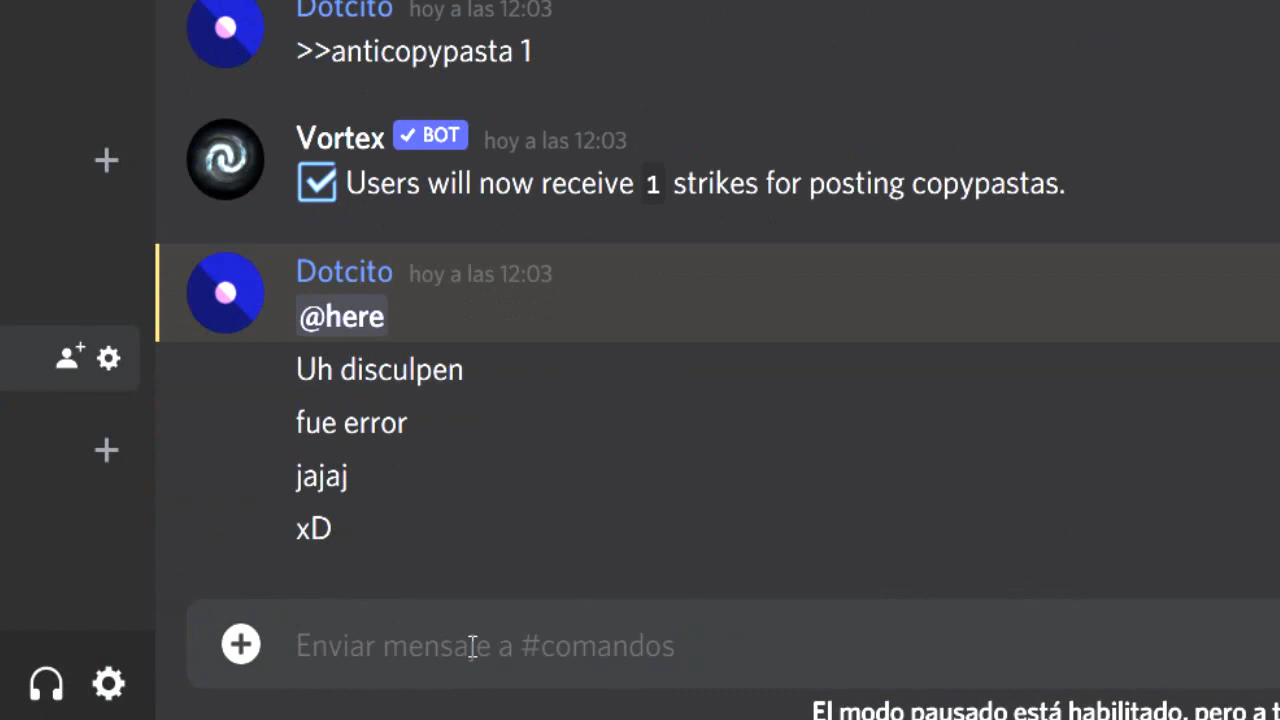 Dotcito hoy a las 12:03
>>anticopypasta 1
Vortex BOT hoy a las 12:03
Users will now receive 1 strikes for posting copypastas.
Dotcito hoy a las 12:03
@here
Uh disculpen
fue error
jajaj
xD
Enviar mensaje a #comandos
El modo pausado está habilitado, pero a t